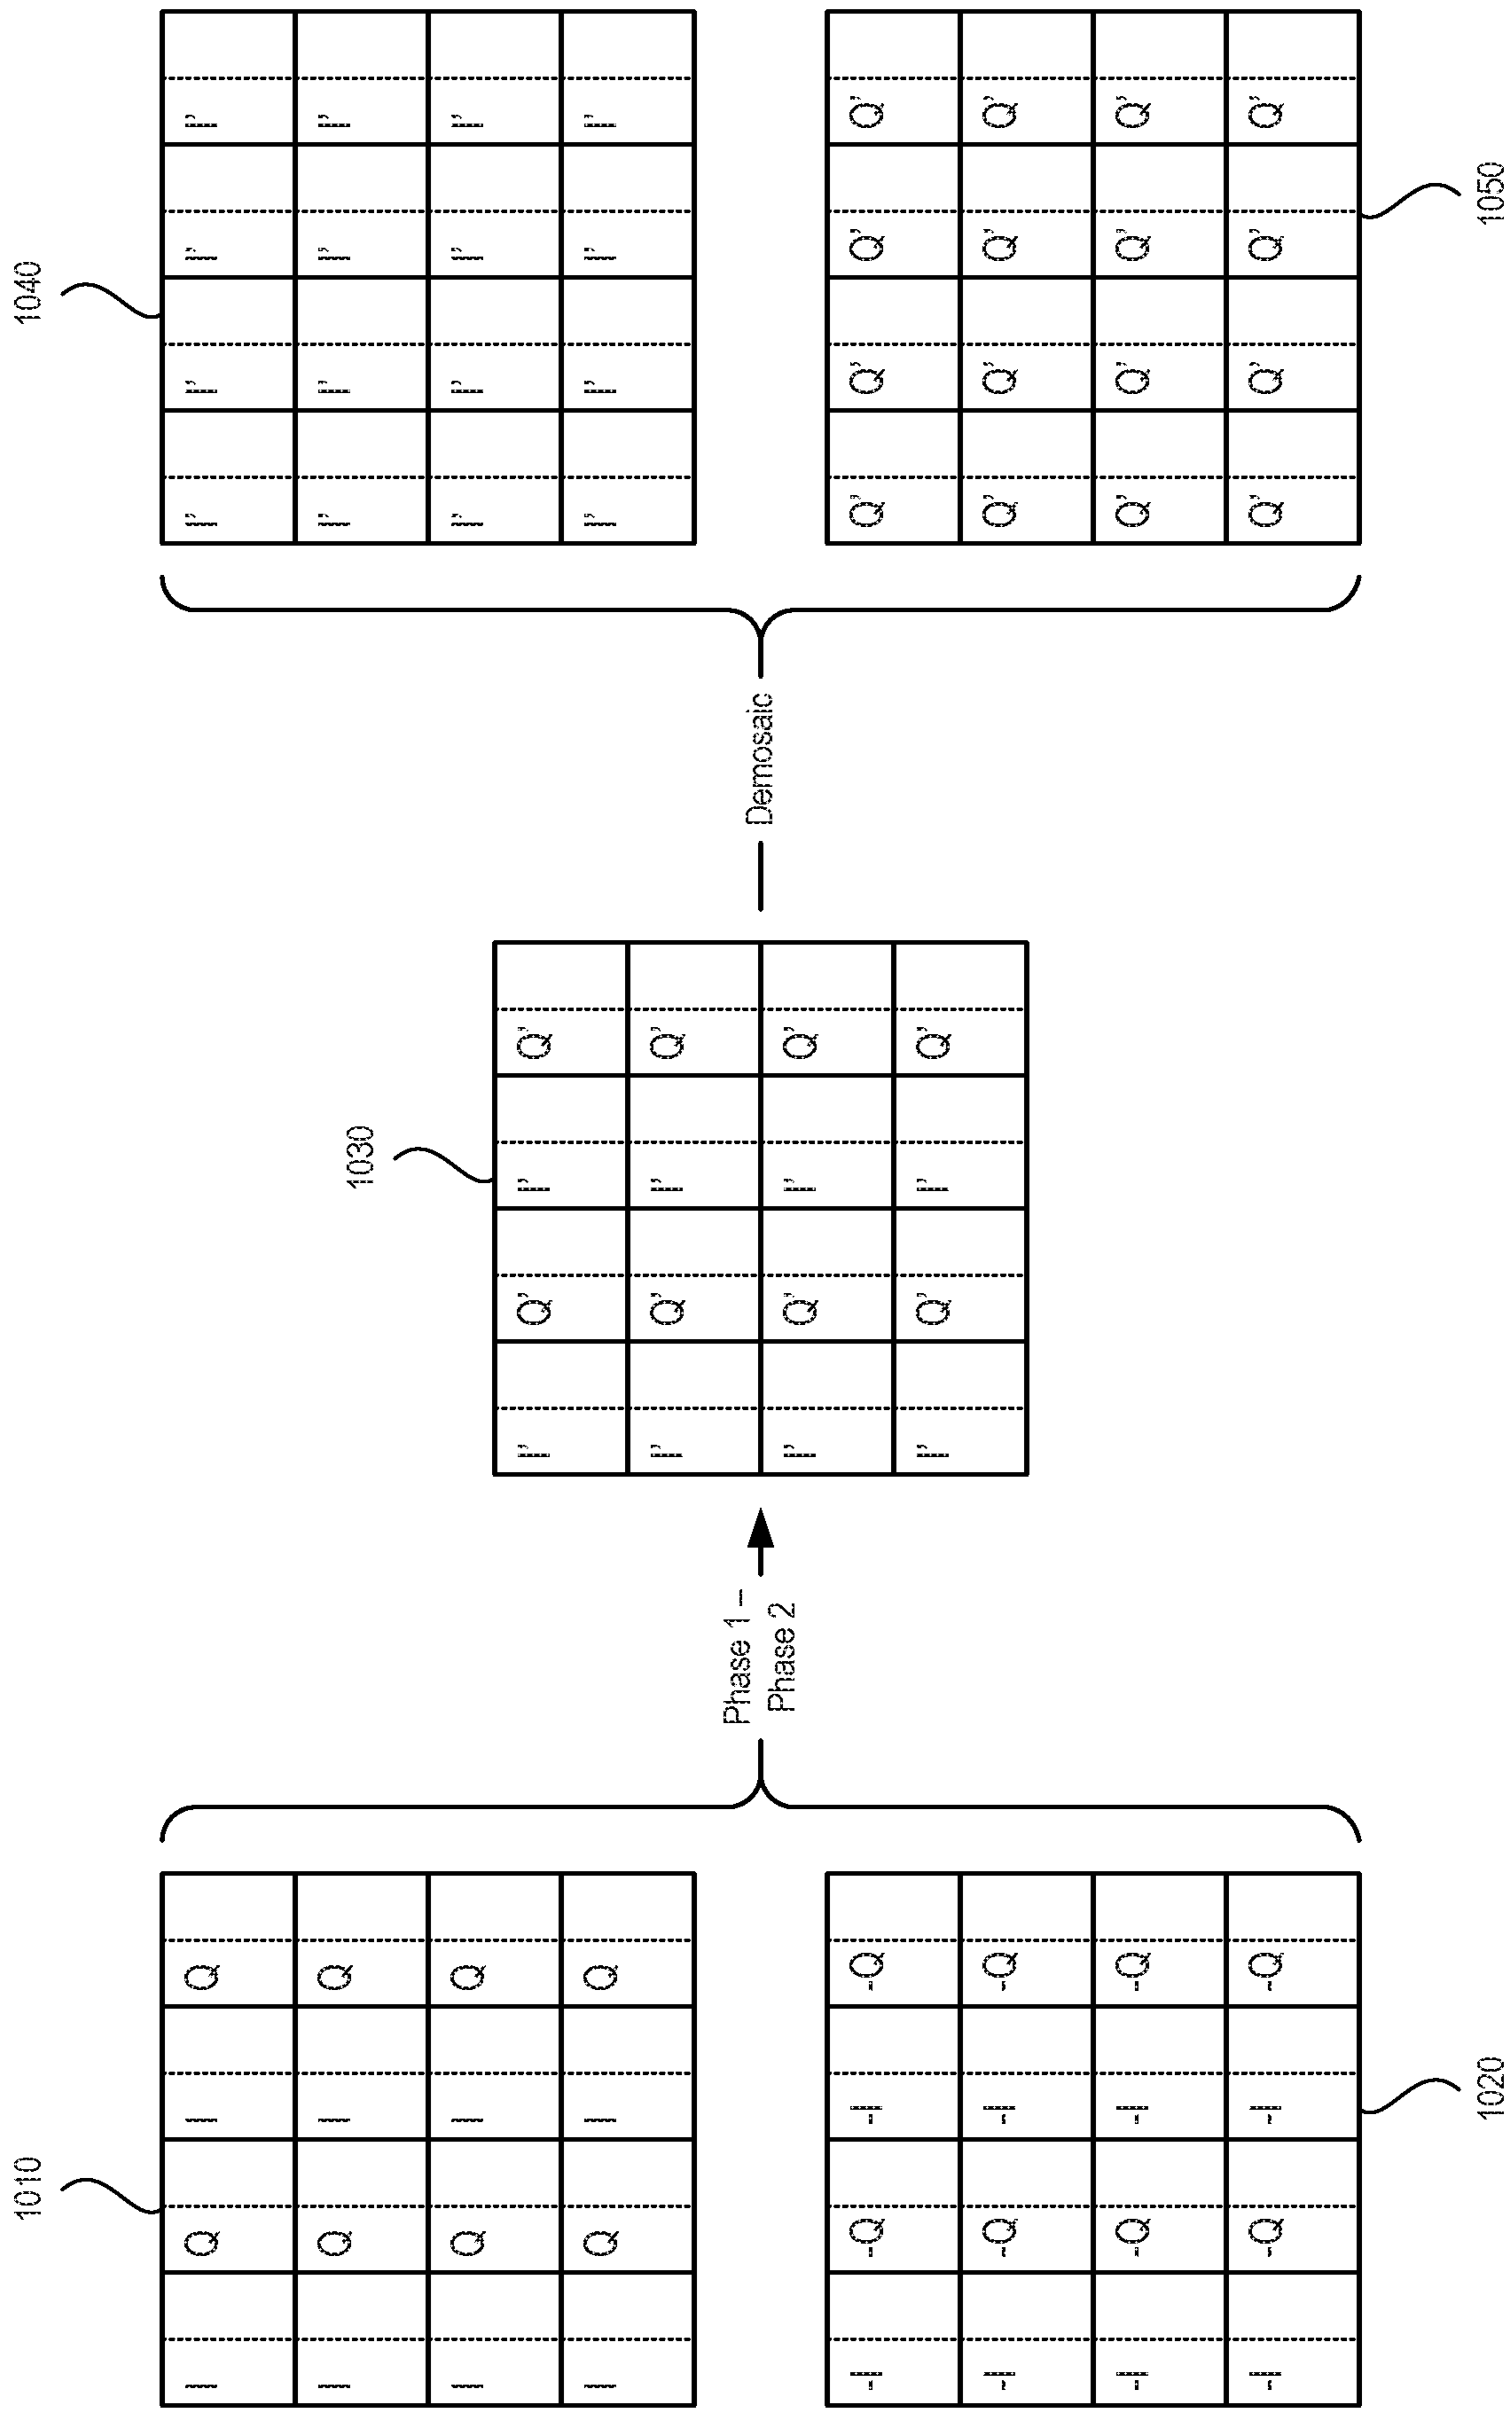 1010
I Q I Q
I Q I Q
I Q I Q
I Q I Q
-I -Q -I -Q
-I -Q -I -Q
-I -Q -I -Q
-I -Q -I -Q
1020
Phase 1 –
Phase 2
1030
I' Q' I' Q'
I' Q' I' Q'
I' Q' I' Q'
I' Q' I' Q'
Demosaic
1040
I' I' I' I'
I' I' I' I'
I' I' I' I'
I' I' I' I'
Q' Q' Q' Q'
Q' Q' Q' Q'
Q' Q' Q' Q'
Q' Q' Q' Q'
1050